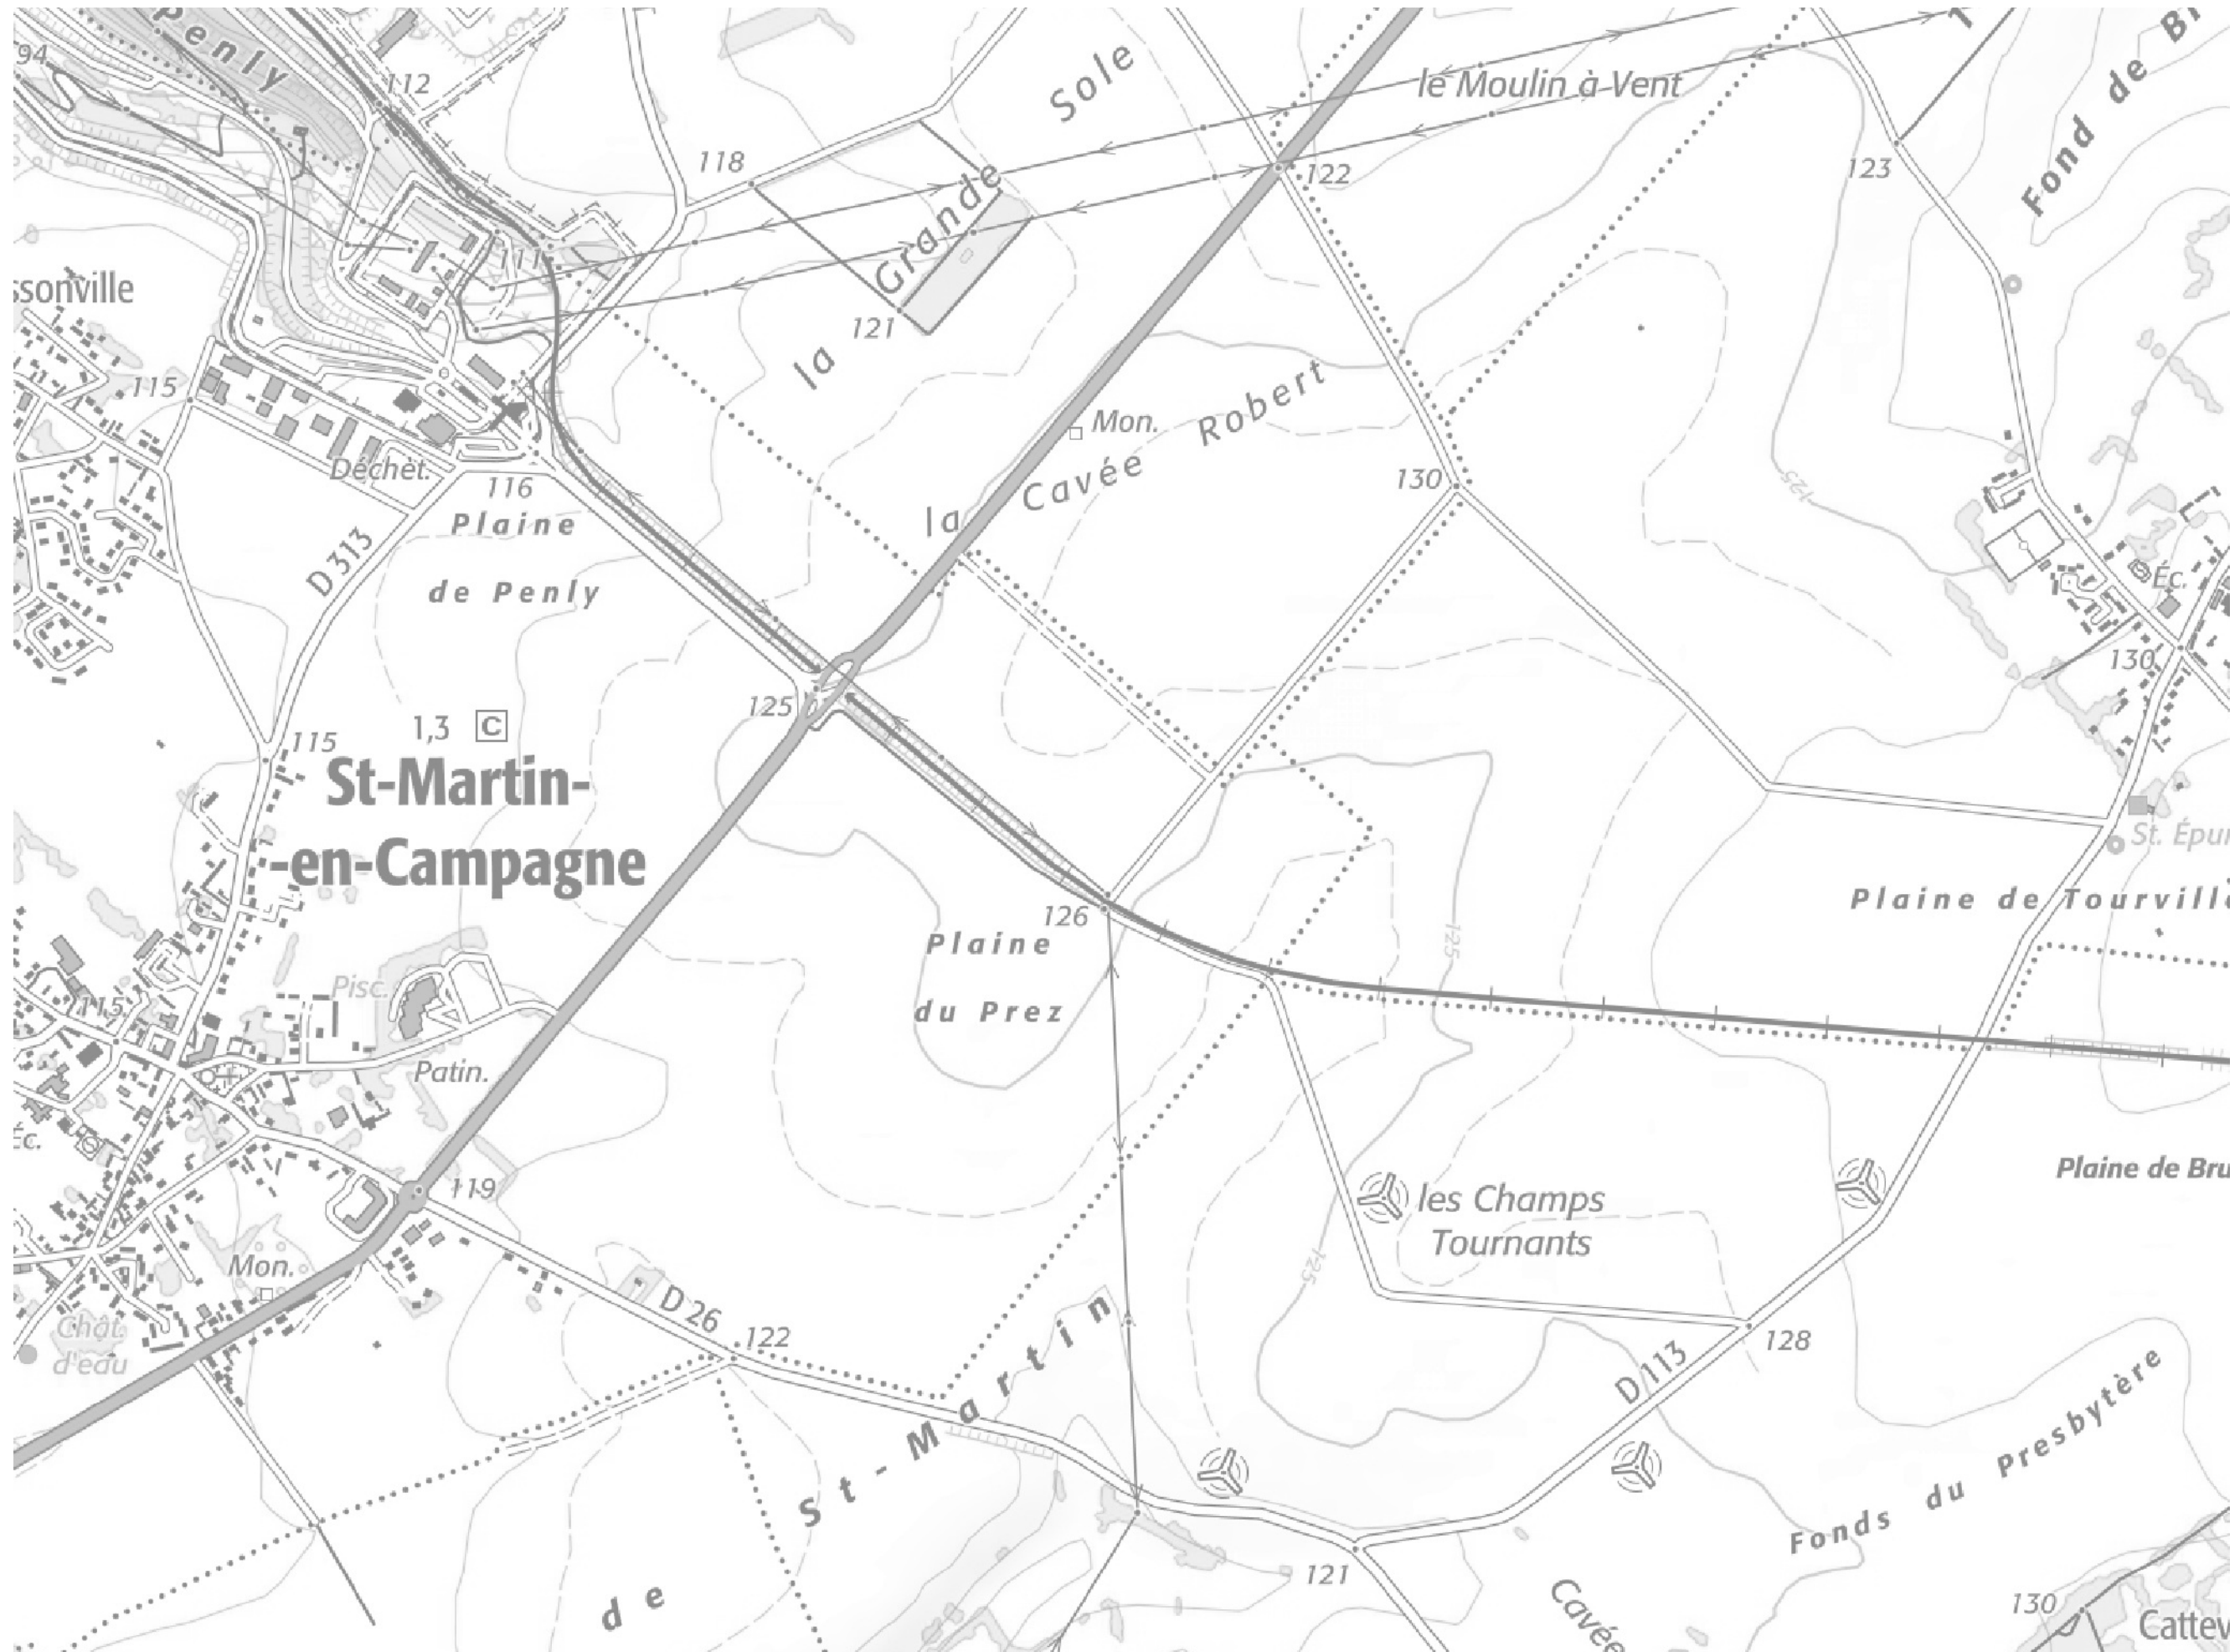 Penly
94
112
Sole
le Moulin à Vent
118
122
123
Fond de
ssonville
111
Grande
121
la
115
Mon.
Robert
Cavée
la
130
125
Déchèt.
116
Plaine
de Penly
D 313
Éc.
130
125
1,3 C
115
St-Martin-
-en-Campagne
St. Épur
126
Plaine de Tourville
Plaine
du Prez
125
Pisc.
115
Patin.
Éc.
119
Plaine de Bru
les Champs
Tournants
Mon.
125
Chât.
d'eau
D 26
122
128
D 113
St-Martin
de
Fonds du Presbytère
121
Cavée
130
Cattev